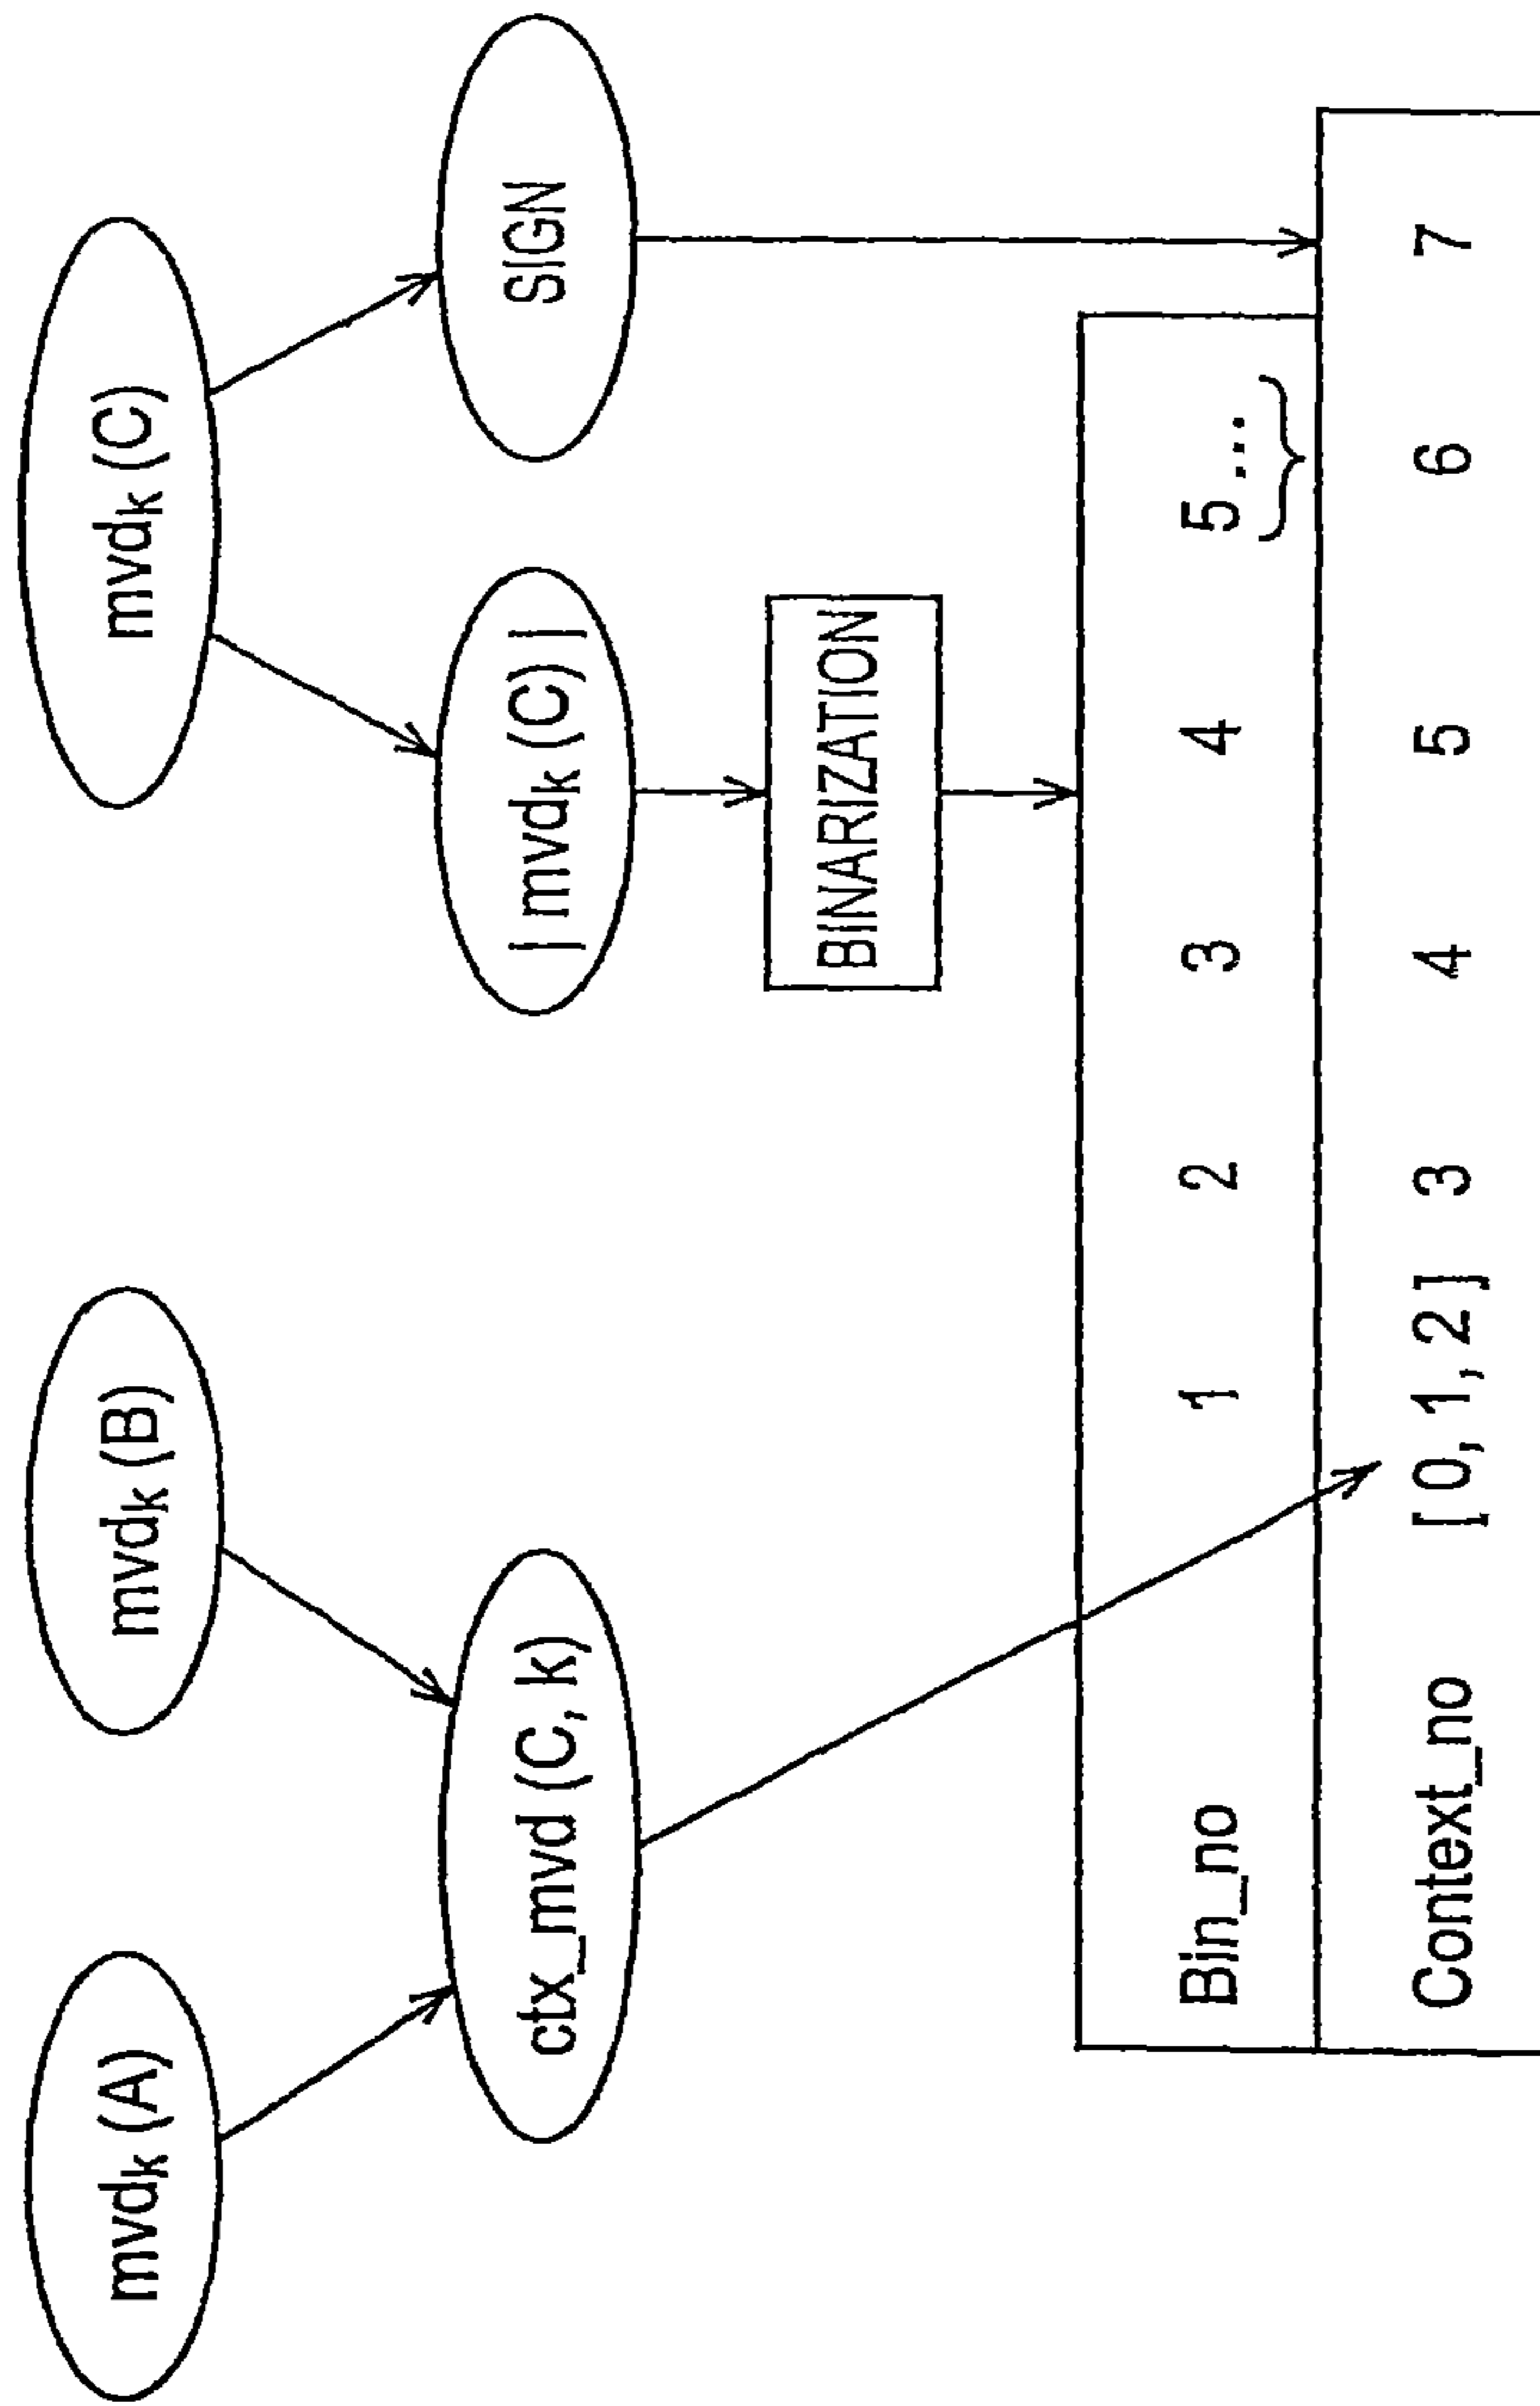 mvdK (A)
mvdK (B)
mvdK (C)
ctx_mvd (C, k)
| mvdK (C) |
SIGN
BINARIZATION
Bin_no 1 2 3 4 5 ,...
Context_no [ 0, 1, 2 ] 3 4 5 6 7